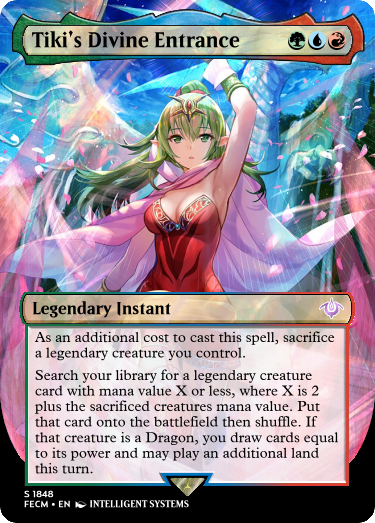 Tiki's Divine Entrance
Legendary Instant
As an additional cost to cast this spell, sacrifice
a legendary creature you control.
Search your library for a legendary creature
card with mana value X or less, where X is 2
plus the sacrificed creatures mana value. Put
that card onto the battlefield then shuffle. If
that creature is a Dragon, you draw cards equal
to its power and may play an additional land
this turn.
S 1848
FECM • EN INTELLIGENT SYSTEMS